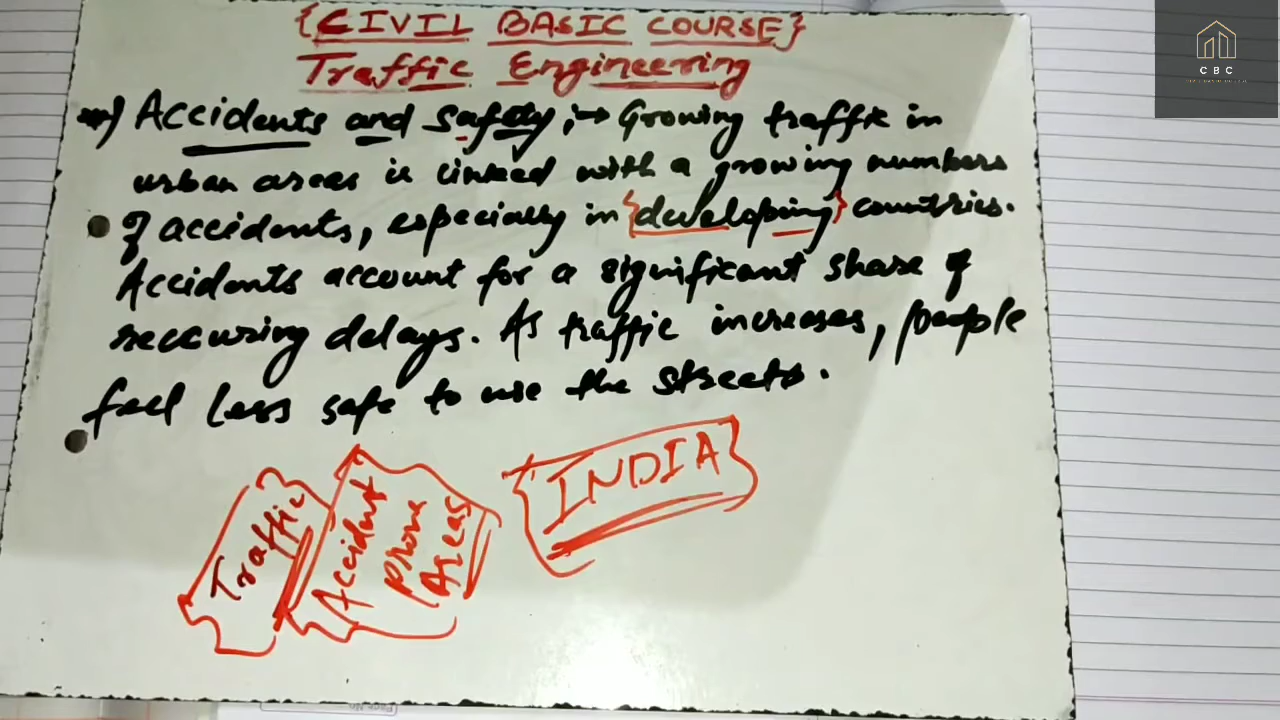 {CIVIL BASIC COURSE}
Traffic Engineering
Accidents and Safety :→ Growing traffic in
urban areas is linked with a growing numbers
of accidents, especially in {developing} countries.
Accidents account for a significant share of
reccuring delays. As traffic increases, people
feel less safe to use the streets.
Traffic
Accident
Prone
Areas
INDIA
CBC